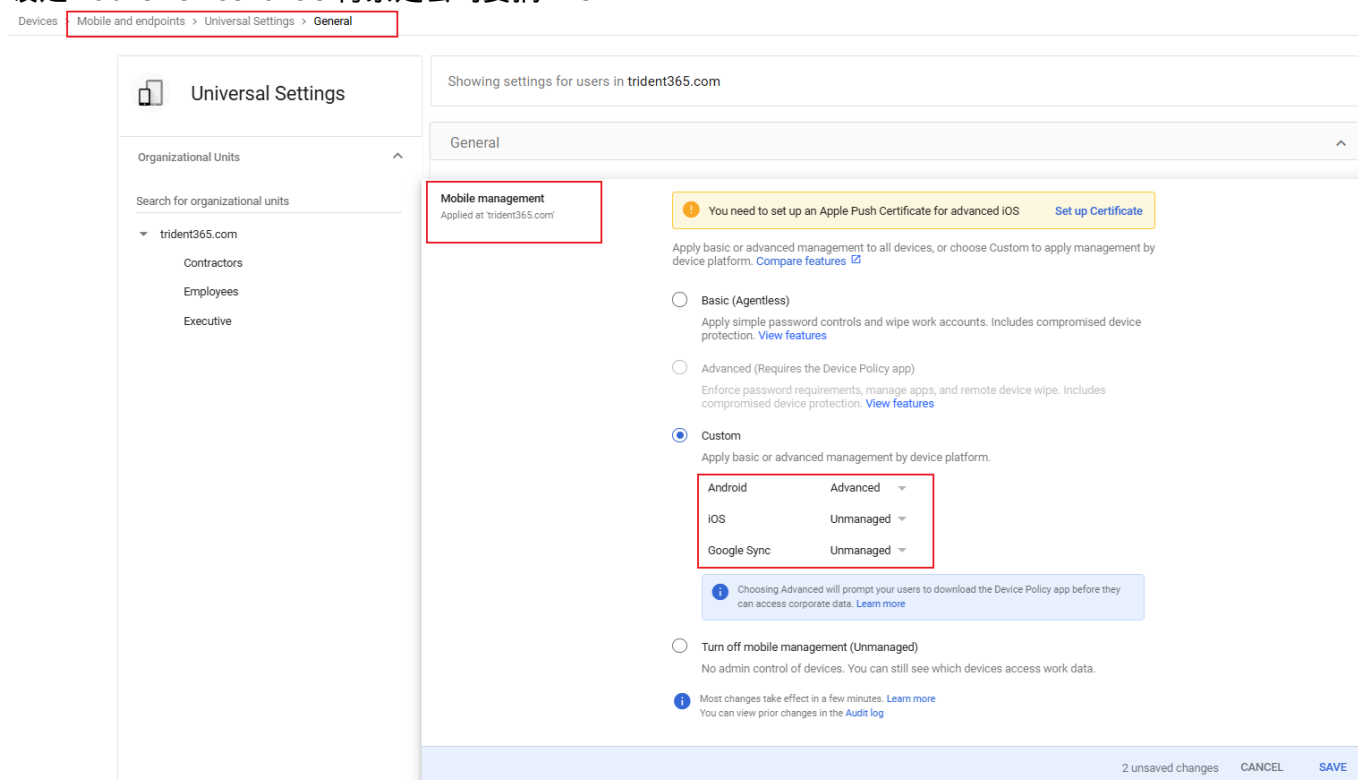 Devices > Mobile and endpoints > Universal Settings > General
Universal Settings
Showing settings for users in trident365.com
General
Organizational Units
Search for organizational units
trident365.com
Contractors
Employees
Executive
Mobile management
Applied at 'trident365.com'
You need to set up an Apple Push Certificate for advanced iOS Set up Certificate
Apply basic or advanced management to all devices, or choose Custom to apply management by
device platform. Compare features
Basic (Agentless)
Apply simple password controls and wipe work accounts. Includes compromised device
protection. View features
Advanced (Requires the Device Policy app)
Enforce password requirements, manage apps, and remote device wipe. Includes
compromised device protection. View features
Custom
Apply basic or advanced management by device platform.
Android Advanced
iOS Unmanaged
Google Sync Unmanaged
Choosing Advanced will prompt your users to download the Device Policy app before they
can access corporate data. Learn more
Turn off mobile management (Unmanaged)
No admin control of devices. You can still see which devices access work data.
Most changes take effect in a few minutes. Learn more
You can view prior changes in the Audit log
2 unsaved changes CANCEL SAVE